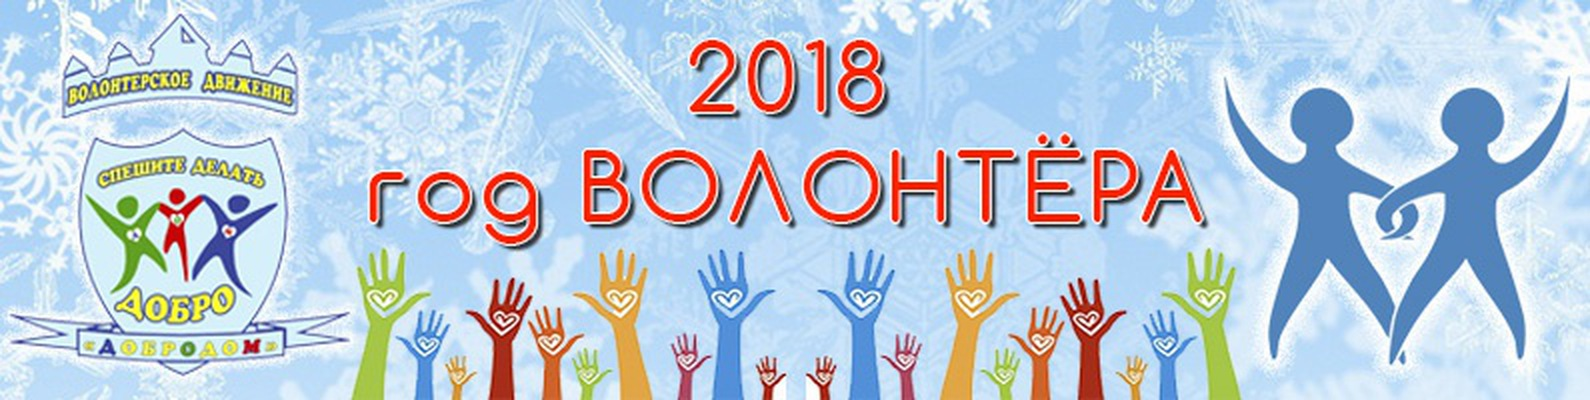 ВОЛОНТЕРСКОЕ ДВИЖЕНИЕ
СПЕШИТЕ ДЕЛАТЬ
ДОБРО
«ДОБРОДОМ»
2018
год ВОЛОНТЁРА